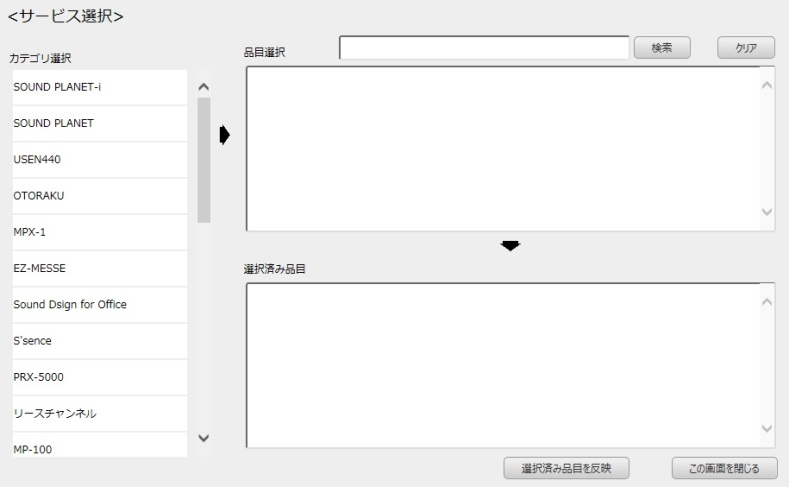 <サービス選択>
カテゴリ選択
SOUND PLANET-i
SOUND PLANET
USEN440
OTORAKU
MPX-1
EZ-MESSE
Sound Dsign for Office
S'sence
PRX-5000
リースチャンネル
MP-100
品目選択
検索
クリア
選択済み品目
選択済み品目を反映
この画面を閉じる